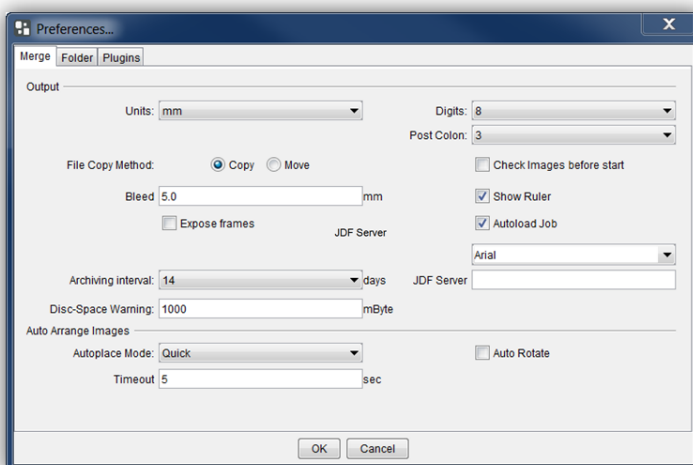 Preferences...
Merge Folder Plugins
Output
Units: mm Digits: 8
Post Colon: 3
File Copy Method: Copy Move Check Images before start
Bleed 5.0 mm Show Ruler
Expose frames JDF Server Autoload Job
Arial
Archiving interval: 14 days JDF Server
Disc-Space Warning: 1000 mByte
Auto Arrange Images
Autoplace Mode: Quick Auto Rotate
Timeout 5 sec
OK Cancel